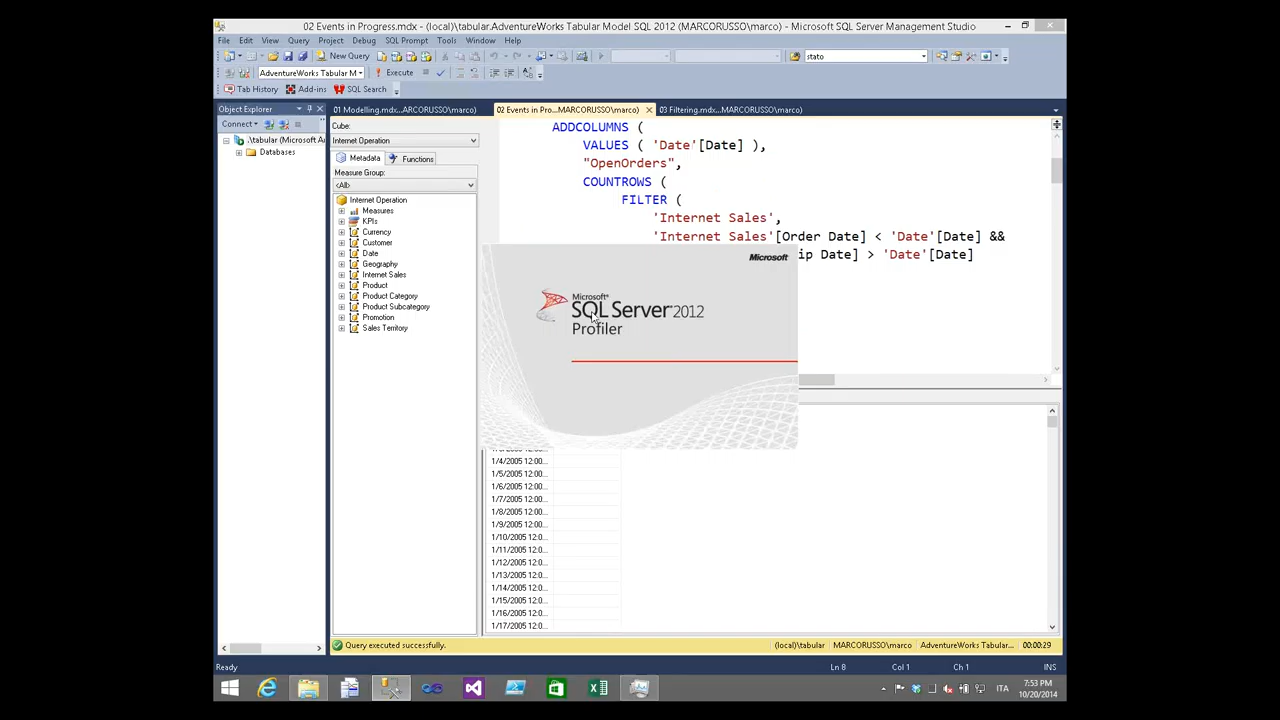 02 Events in Progress.mdx - (local)\tabular.AdventureWorks Tabular Model SQL 2012 (MARCORUSSO\marco) - Microsoft SQL Server Management Studio
File Edit View Query Project Debug SQL Prompt Tools Window Help
New Query
stato
AdventureWorks Tabular M
Execute
Tab History Add-ins SQL Search
Object Explorer
01 Modelling.mdx...ARCORUSSO\marco)
02 Events in Pro...MARCORUSSO\marco)
03 Filtering.mdx...MARCORUSSO\marco)
Connect
.\tabular (Microsoft An
Databases
Cube:
Internet Operation
Metadata
Functions
Measure Group:
<All>
Internet Operation
Measures
KPIs
Currency
Customer
Date
Geography
Internet Sales
Product
Product Category
Product Subcategory
Promotion
Sales Territory
ADDCOLUMNS (
VALUES ( 'Date'[Date] ),
"OpenOrders",
COUNTROWS (
FILTER (
'Internet Sales',
'Internet Sales'[Order Date] < 'Date'[Date] &&
ip Date] > 'Date'[Date]
Microsoft
Microsoft®
SQL Server 2012
Profiler
1/4/2005 12:00...
1/5/2005 12:00...
1/6/2005 12:00...
1/7/2005 12:00...
1/8/2005 12:00...
1/9/2005 12:00...
1/10/2005 12:0...
1/11/2005 12:0...
1/12/2005 12:0...
1/13/2005 12:0...
1/14/2005 12:0...
1/15/2005 12:0...
1/16/2005 12:0...
1/17/2005 12:0...
Query executed successfully.
(local)\tabular
MARCORUSSO\marco
AdventureWorks Tabular...
00:00:29
Ready
Ln 8
Col 1
Ch 1
INS
ITA
7:53 PM
10/20/2014